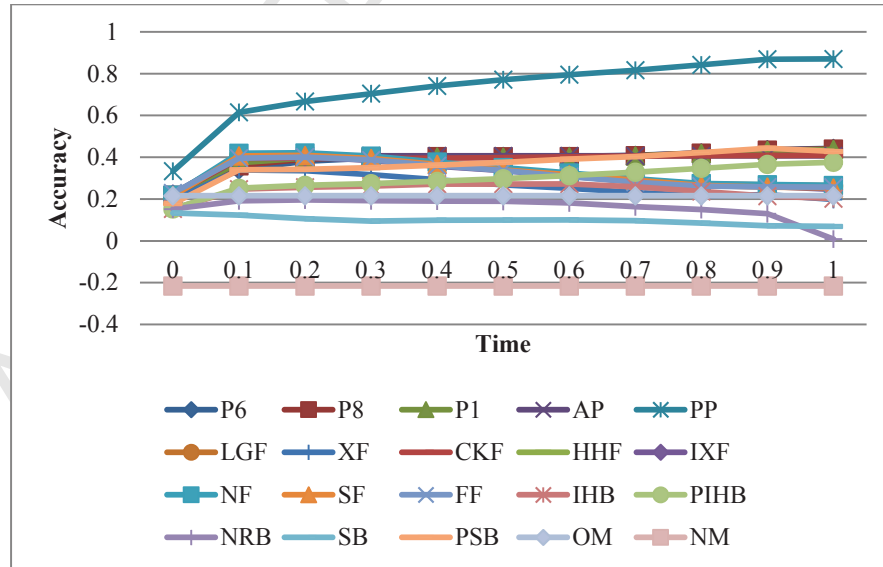 1
0.8
0.6
0.4
0.2
0
-0.2
-0.4
Accuracy
0 0.1 0.2 0.3 0.4 0.5 0.6 0.7 0.8 0.9 1
Time
P6 P8 P1 AP PP
LGF XF CKF HHF IXF
NF SF FF IHB PIHB
NRB SB PSB OM NM